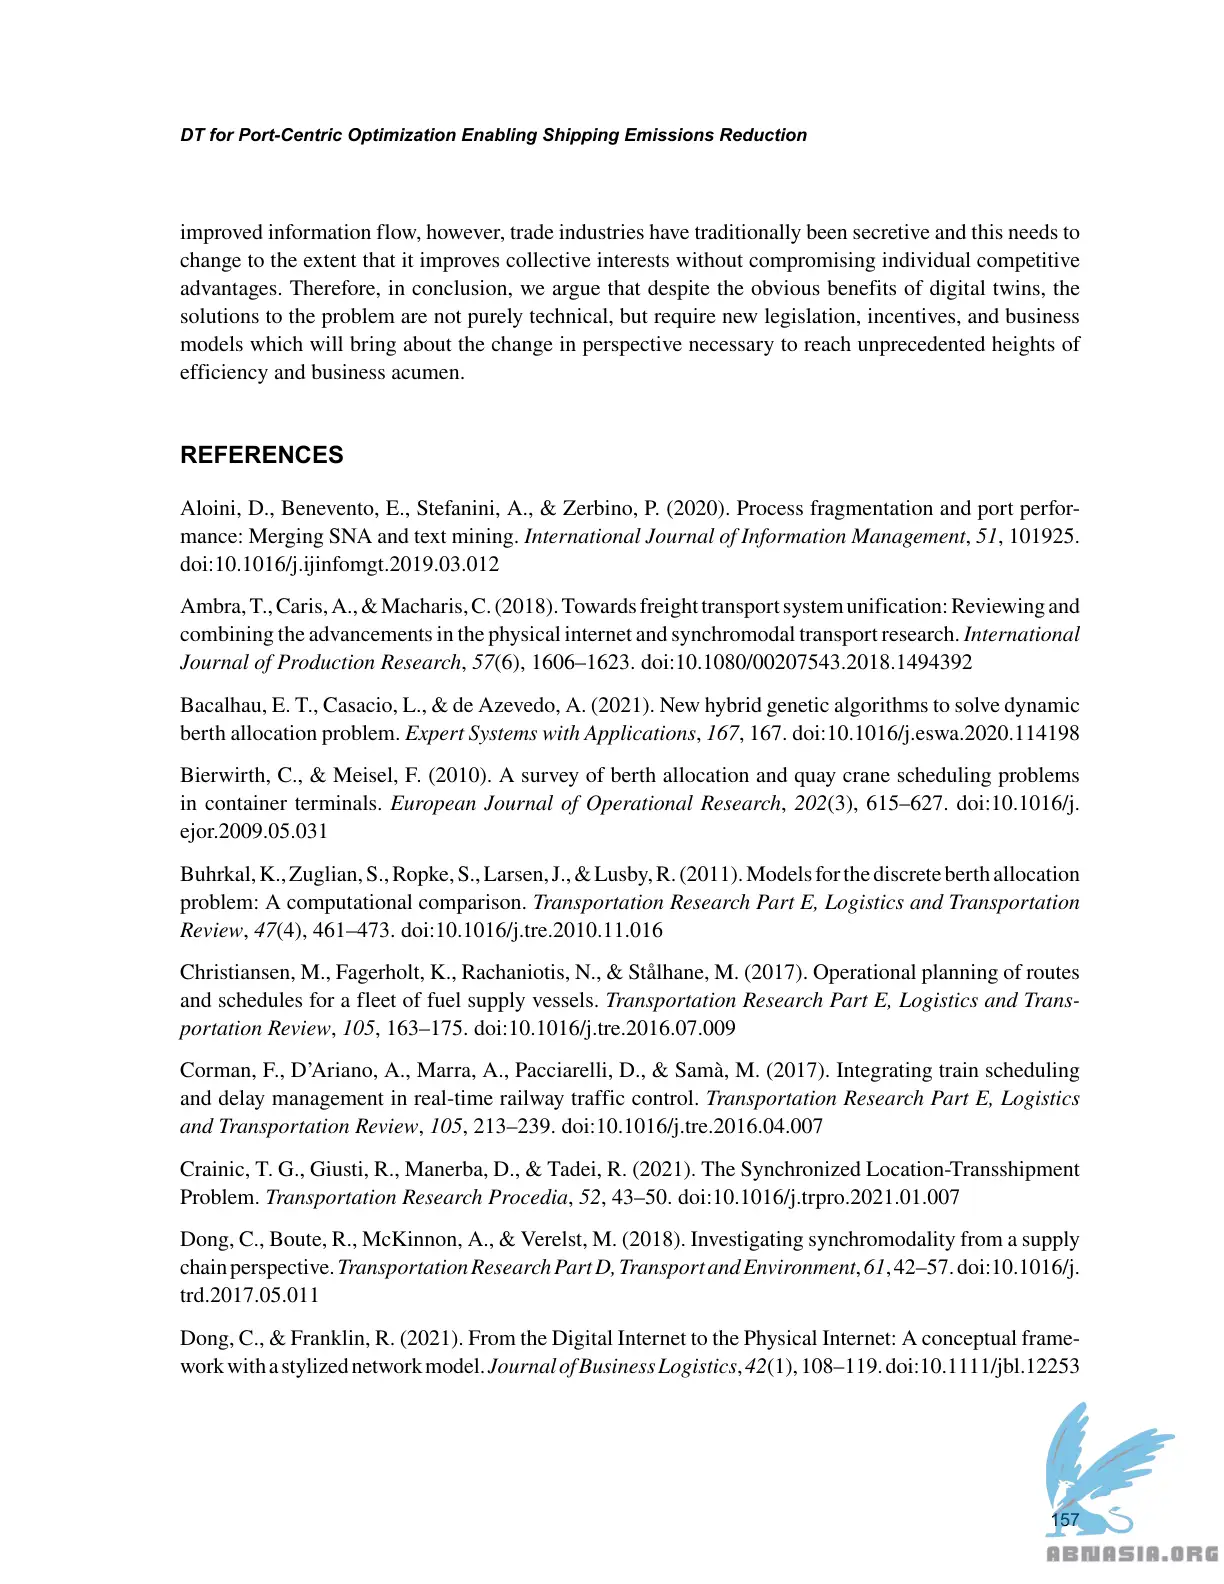 DT for Port-Centric Optimization Enabling Shipping Emissions Reduction
improved information flow, however, trade industries have traditionally been secretive and this needs to
change to the extent that it improves collective interests without compromising individual competitive
advantages. Therefore, in conclusion, we argue that despite the obvious benefits of digital twins, the
solutions to the problem are not purely technical, but require new legislation, incentives, and business
models which will bring about the change in perspective necessary to reach unprecedented heights of
efficiency and business acumen.
REFERENCES
Aloini, D., Benevento, E., Stefanini, A., & Zerbino, P. (2020). Process fragmentation and port perfor-
mance: Merging SNA and text mining. International Journal of Information Management, 51, 101925.
doi:10.1016/j.ijinfomgt.2019.03.012
Ambra, T., Caris, A., & Macharis, C. (2018). Towards freight transport system unification: Reviewing and
combining the advancements in the physical internet and synchromodal transport research. International
Journal of Production Research, 57(6), 1606–1623. doi:10.1080/00207543.2018.1494392
Bacalhau, E. T., Casacio, L., & de Azevedo, A. (2021). New hybrid genetic algorithms to solve dynamic
berth allocation problem. Expert Systems with Applications, 167, 167. doi:10.1016/j.eswa.2020.114198
Bierwirth, C., & Meisel, F. (2010). A survey of berth allocation and quay crane scheduling problems
in container terminals. European Journal of Operational Research, 202(3), 615–627. doi:10.1016/j.
ejor.2009.05.031
Buhrkal, K., Zuglian, S., Ropke, S., Larsen, J., & Lusby, R. (2011). Models for the discrete berth allocation
problem: A computational comparison. Transportation Research Part E, Logistics and Transportation
Review, 47(4), 461–473. doi:10.1016/j.tre.2010.11.016
Christiansen, M., Fagerholt, K., Rachaniotis, N., & Stålhane, M. (2017). Operational planning of routes
and schedules for a fleet of fuel supply vessels. Transportation Research Part E, Logistics and Trans-
portation Review, 105, 163–175. doi:10.1016/j.tre.2016.07.009
Corman, F., D’Ariano, A., Marra, A., Pacciarelli, D., & Samà, M. (2017). Integrating train scheduling
and delay management in real-time railway traffic control. Transportation Research Part E, Logistics
and Transportation Review, 105, 213–239. doi:10.1016/j.tre.2016.04.007
Crainic, T. G., Giusti, R., Manerba, D., & Tadei, R. (2021). The Synchronized Location-Transshipment
Problem. Transportation Research Procedia, 52, 43–50. doi:10.1016/j.trpro.2021.01.007
Dong, C., Boute, R., McKinnon, A., & Verelst, M. (2018). Investigating synchromodality from a supply
chain perspective. Transportation Research Part D, Transport and Environment, 61, 42–57. doi:10.1016/j.
trd.2017.05.011
Dong, C., & Franklin, R. (2021). From the Digital Internet to the Physical Internet: A conceptual frame-
work with a stylized network model. Journal of Business Logistics, 42(1), 108–119. doi:10.1111/jbl.12253
157
ABNASIA.ORG